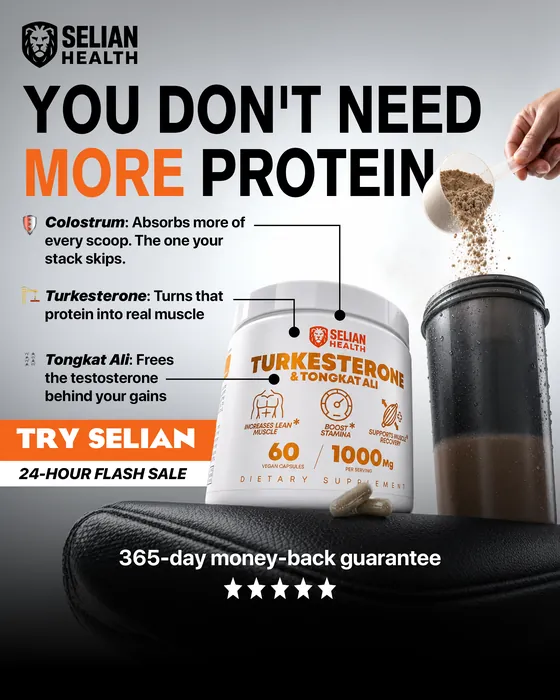 SELIAN
HEALTH
YOU DON'T NEED
MORE PROTEIN
Colostrum: Absorbs more of
every scoop. The one your
stack skips.
Turkesterone: Turns that
protein into real muscle
Tongkat Ali: Frees
the testosterone
behind your gains
TRY SELIAN
24-HOUR FLASH SALE
SELIAN
HEALTH
TURKESTERONE
& TONGKAT ALI
INCREASES LEAN*
MUSCLE
BOOST*
STAMINA
SUPPORTS MUSCLE*
RECOVERY
60
VEGAN CAPSULES
1000MG
PER SERVING
DIETARY SUPPLEMENT
365-day money-back guarantee